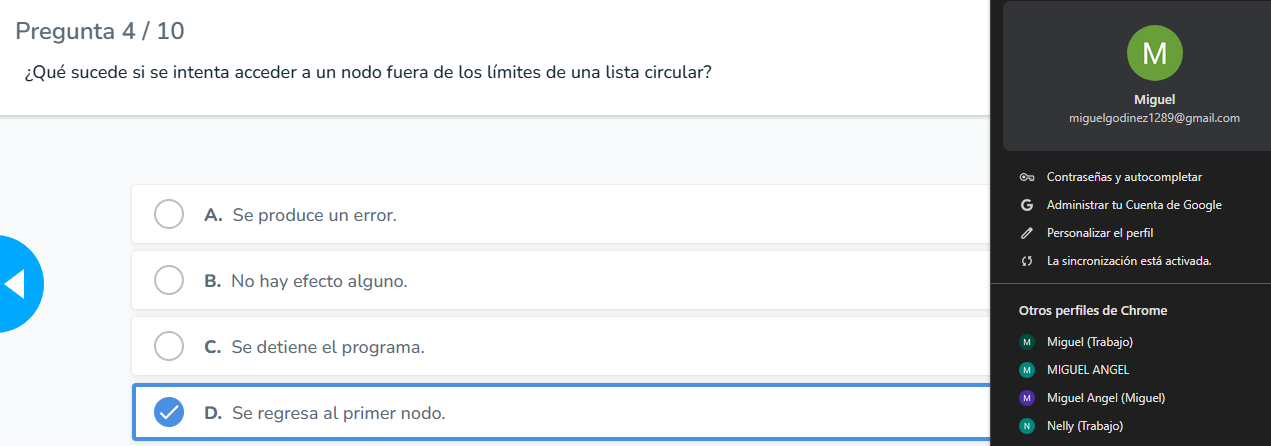 Pregunta 4 / 10
¿Qué sucede si se intenta acceder a un nodo fuera de los límites de una lista circular?
A. Se produce un error.
B. No hay efecto alguno.
C. Se detiene el programa.
D. Se regresa al primer nodo.
M
Miguel
miguelgodinez1289@gmail.com
Contraseñas y autocompletar
G Administrar tu Cuenta de Google
Personalizar el perfil
La sincronización está activada.
Otros perfiles de Chrome
M Miguel (Trabajo)
M MIGUEL ANGEL
M Miguel Angel (Miguel)
N Nelly (Trabajo)